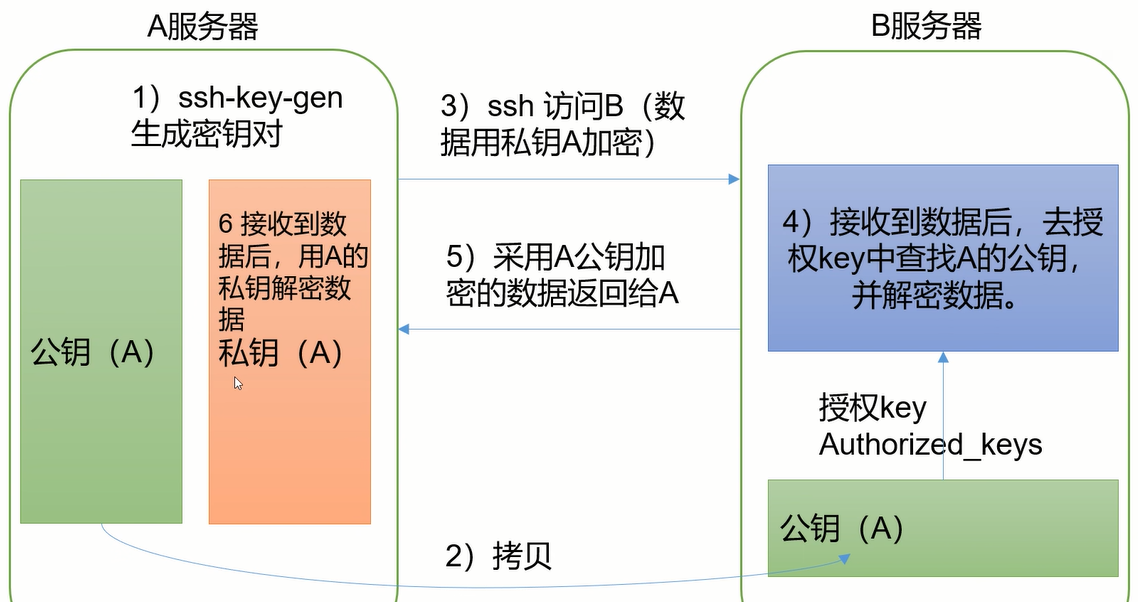 A服务器
B服务器
1）ssh-key-gen
生成密钥对
3）ssh 访问B（数
据用私钥A加密）
6 接收到数
据后，用A的
私钥解密数
据
私钥（A）
公钥（A）
5）采用A公钥加
密的数据返回给A
4）接收到数据后，去授
权key中查找A的公钥，
并解密数据。
授权key
Authorized_keys
公钥（A）
2）拷贝